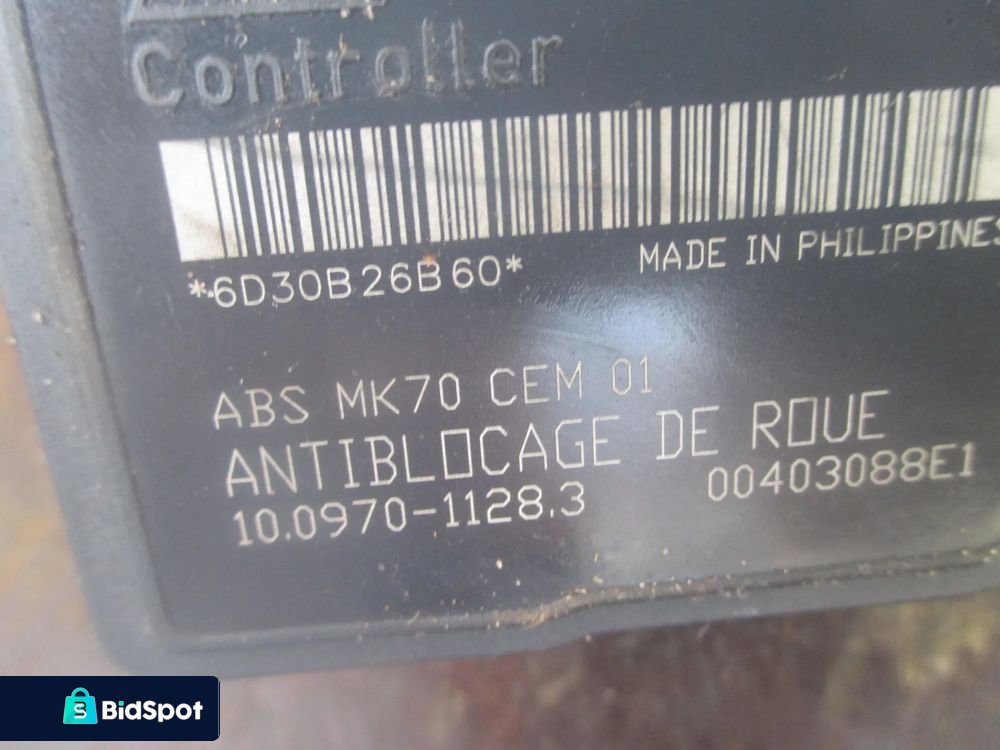 Controller
*6D30B26B60*
MADE IN PHILIPPINES
ABS MK70 CEM 01
ANTIBLOCAGE DE ROUE
10.0970-1128.3 00403088E1
BidSpot